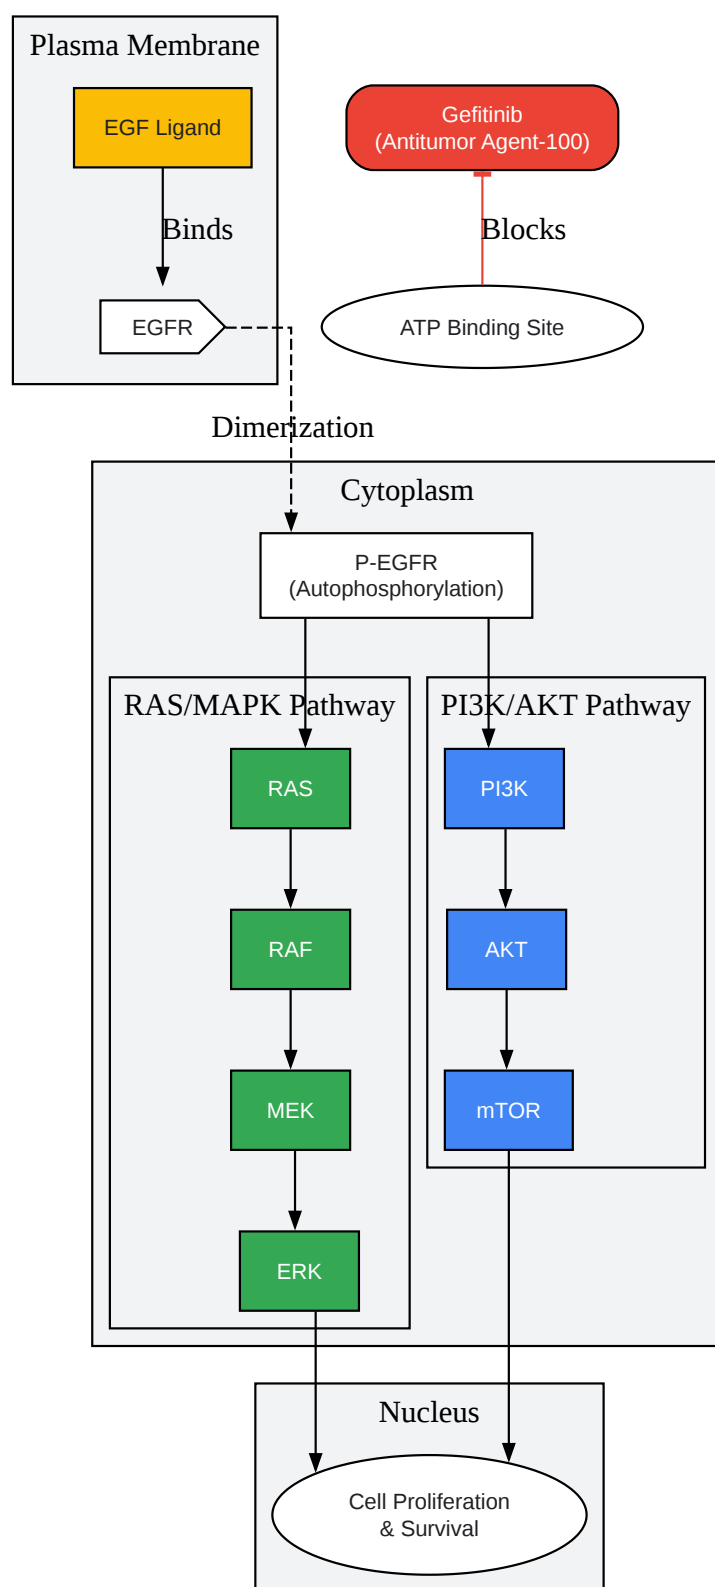 Plasma Membrane
EGF Ligand
Binds
EGFR
Gefitinib
(Antitumor Agent-100)
Blocks
ATP Binding Site
Dimerization
Cytoplasm
P-EGFR
(Autophosphorylation)
RAS/MAPK Pathway
RAS
RAF
MEK
ERK
PI3K/AKT Pathway
PI3K
AKT
mTOR
Nucleus
Cell Proliferation
& Survival